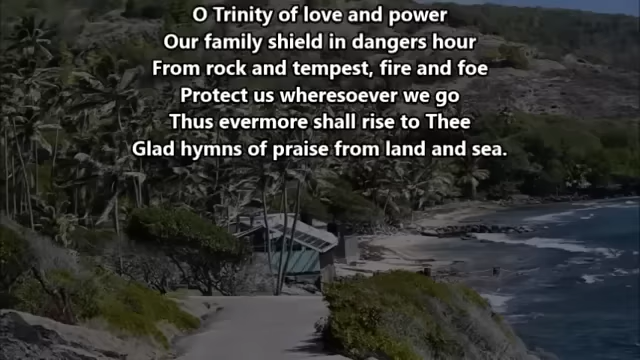 O Trinity of love and power
Our family shield in dangers hour
From rock and tempest, fire and foe
Protect us wheresoever we go
Thus evermore shall rise to Thee
Glad hymns of praise from land and sea.